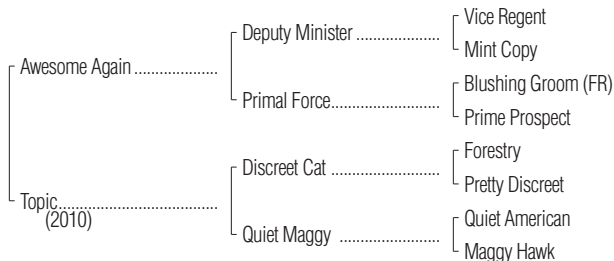 Vice Regent
Deputy Minister ..................
Mint Copy
Awesome Again ..................
Blushing Groom (FR)
Primal Force.......................
Prime Prospect
Forestry
Discreet Cat .......................
Pretty Discreet
Topic..................................
(2010)
Quiet American
Quiet Maggy .....................
Maggy Hawk